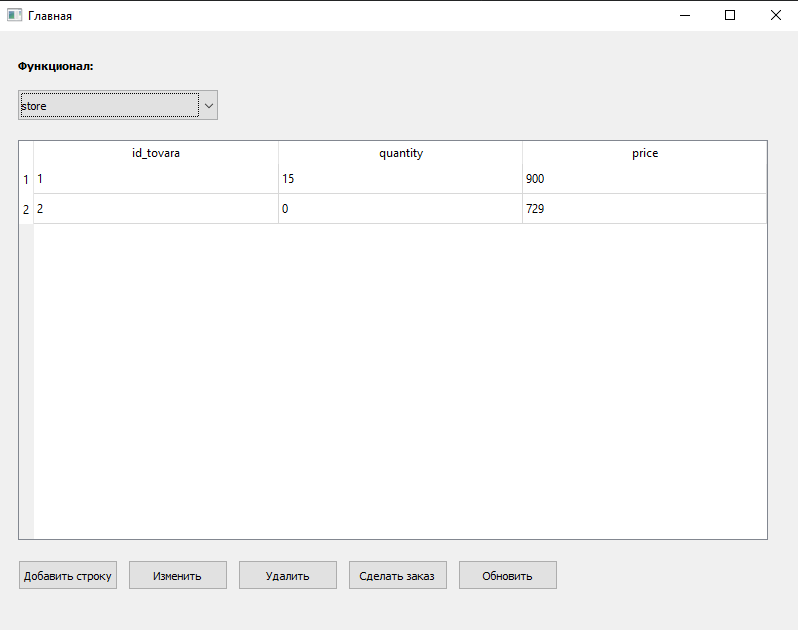 Главная
Функционал:
store
id_tovara quantity price
1 1 15 900
2 2 0 729
Добавить строку Изменить Удалить Сделать заказ Обновить